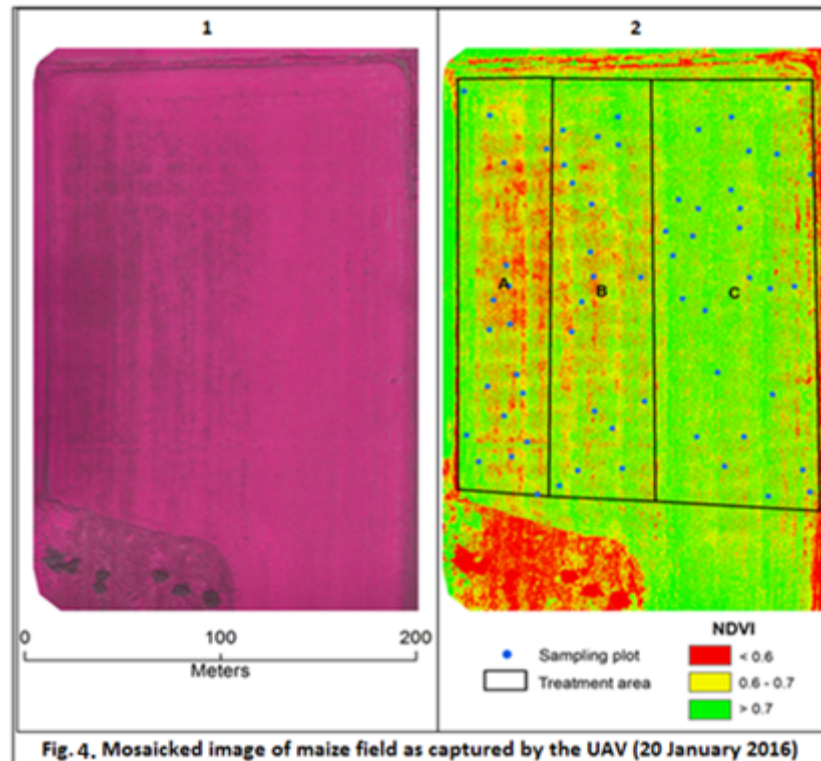 1
2
A
B
C
0 100 200
Meters
Sampling plot
Treatment area
NDVI
< 0.6
0.6 - 0.7
> 0.7
Fig. 4. Mosaicked image of maize field as captured by the UAV (20 January 2016)